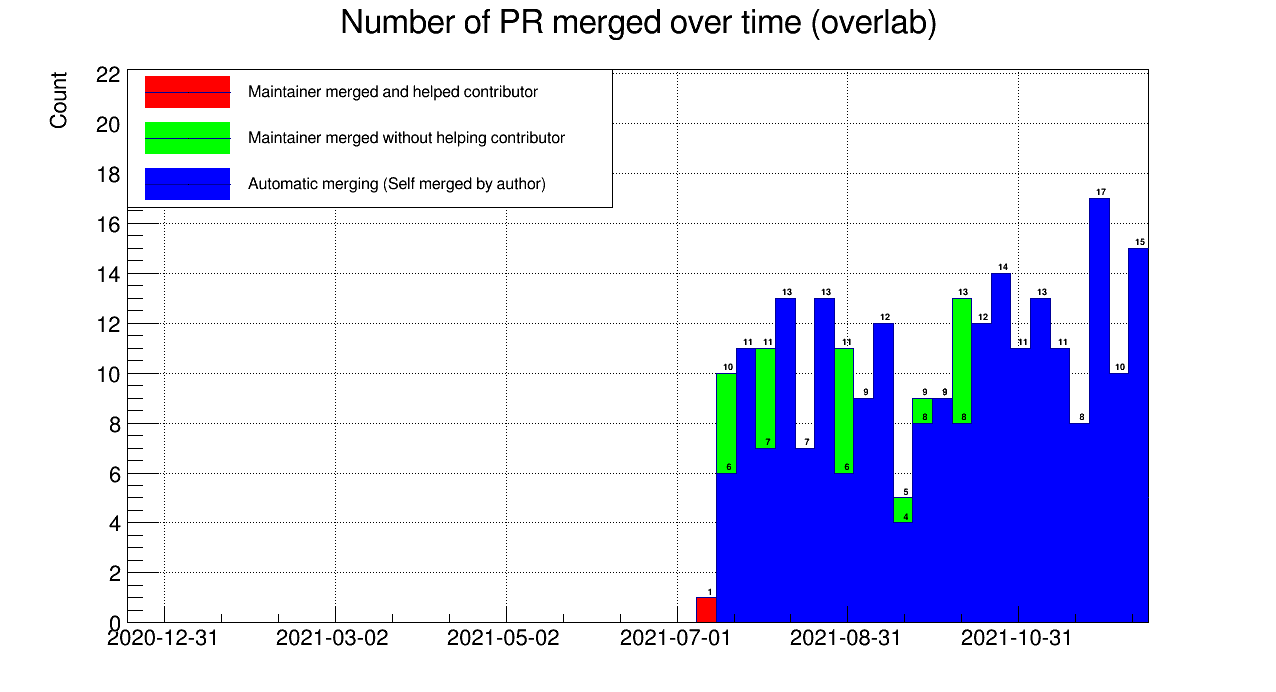 Number of PR merged over time (overlab)
Count
22
20
18
16
14
12
10
8
6
4
2
0
Maintainer merged and helped contributor
Maintainer merged without helping contributor
Automatic merging (Self merged by author)
17
15
14
13 13 13 13
12 12
11 11 11 11 11
10 10
9 9 9
8 8 8
7 7
6 6
5
4
1
2020-12-31 2021-03-02 2021-05-02 2021-07-01 2021-08-31 2021-10-31